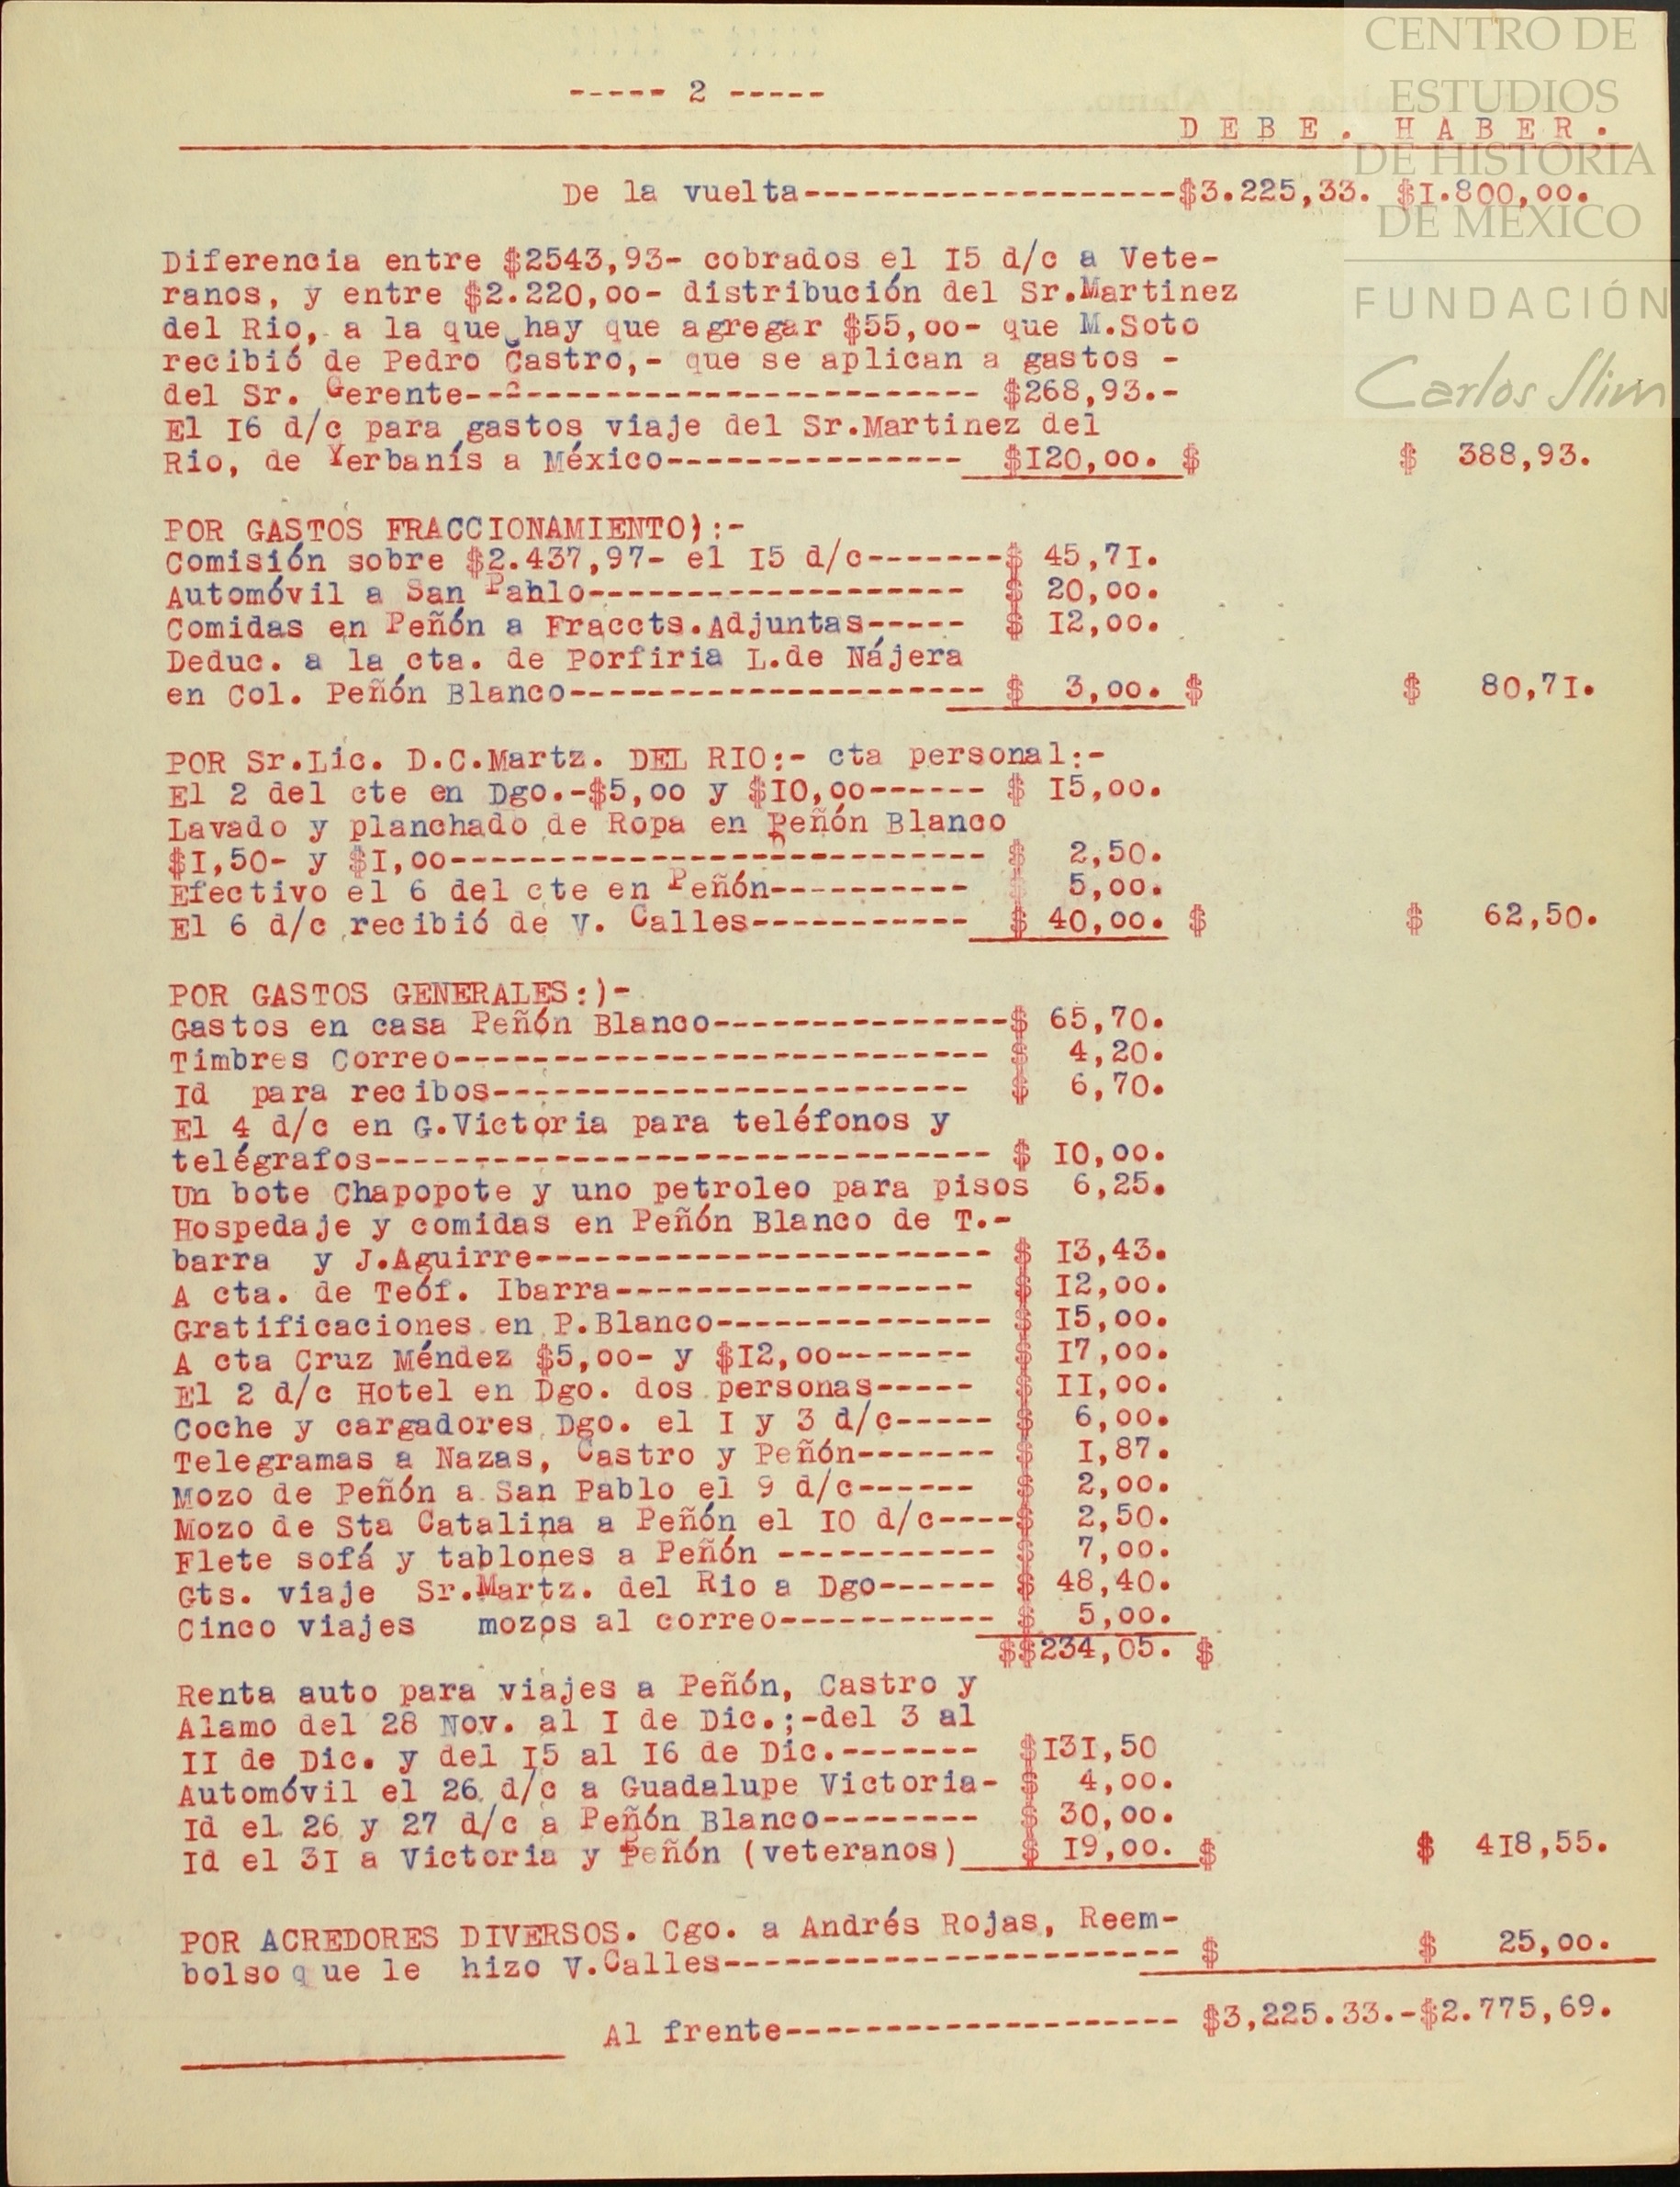 CENTRO DE
ESTUDIOS
DE HISTORIA
DE MEXICO
FUNDACIÓN
Carlos Slim
----- 2 -----
D E B E . H A B E R .
De la vuelta-------------------$3.225,33. $I.800,00.
Diferencia entre $2543,93- cobrados el I5 d/c a Vete-
ranos, y entre $2.220,00- distribución del Sr.Martinez
del Rio, a la que hay que agregar $55,00- que M.Soto
recibió de Pedro Castro,- que se aplican a gastos -
del Sr. Gerente-------------------------- $268,93.-
El I6 d/c para gastos viaje del Sr.Martinez del
Rio, de Yerbanís a México--------------- $I20,00. $ $ 388,93.
POR GASTOS FRACCIONAMIENTO):-
Comisión sobre $2.437,97- el I5 d/c-------$ 45,7I.
Automóvil a San Pablo------------------- $ 20,00.
Comidas en Peñón a Fraccts.Adjuntas----- $ I2,00.
Deduc. a la cta. de Porfiria L.de Nájera
en Col. Peñón Blanco--------------------- $ 3,00. $ $ 80,7I.
POR Sr.Lic. D.C.Martz. DEL RIO:- cta personal:-
El 2 del cte en Dgo.-$5,00 y $I0,00------ $ I5,00.
Lavado y planchado de Ropa en Peñón Blanco
$I,50- y $I,00--------------------------- $ 2,50.
Efectivo el 6 del cte en Peñón---------- $ 5,00.
El 6 d/c recibió de V. Calles----------- $ 40,00. $ $ 62,50.
POR GASTOS GENERALES:)-
Gastos en casa Peñón Blanco---------------$ 65,70.
Timbres Correo--------------------------- $ 4,20.
Id para recibos------------------------ $ 6,70.
El 4 d/c en G.Victoria para teléfonos y
telégrafos------------------------------- $ I0,00.
Un bote Chapopote y uno petroleo para pisos 6,25.
Hospedaje y comidas en Peñón Blanco de T.-
barra y J.Aguirre----------------------- $ I3,43.
A cta. de Teóf. Ibarra------------------ $ I2,00.
Gratificaciones en P.Blanco-------------- $ I5,00.
A cta Cruz Méndez $5,00- y $I2,00------- $ I7,00.
El 2 d/c Hotel en Dgo. dos personas----- $ II,00.
Coche y cargadores Dgo. el I y 3 d/c----- $ 6,00.
Telegramas a Nazas, Castro y Peñón------- $ I,87.
Mozo de Peñón a San Pablo el 9 d/c------ $ 2,00.
Mozo de Sta Catalina a Peñón el I0 d/c----$ 2,50.
Flete sofá y tablones a Peñón ----------- $ 7,00.
Gts. viaje Sr.Martz. del Rio a Dgo------ $ 48,40.
Cinco viajes mozos al correo----------- $ 5,00.
$$234,05. $
Renta auto para viajes a Peñón, Castro y
Alamo del 28 Nov. al I de Dic.;-del 3 al
II de Dic. y del I5 al I6 de Dic.------- $I3I,50
Automóvil el 26 d/c a Guadalupe Victoria- $ 4,00.
Id el 26 y 27 d/c a Peñón Blanco-------- $ 30,00.
Id el 3I a Victoria y Peñón (veteranos) $ I9,00. $ $ 4I8,55.
POR ACREDORES DIVERSOS. Cgo. a Andrés Rojas, Reem-
bolso que le hizo V.Calles----------------------- $ $ 25,00.
Al frente-------------------- $3,225.33.-$2.775,69.